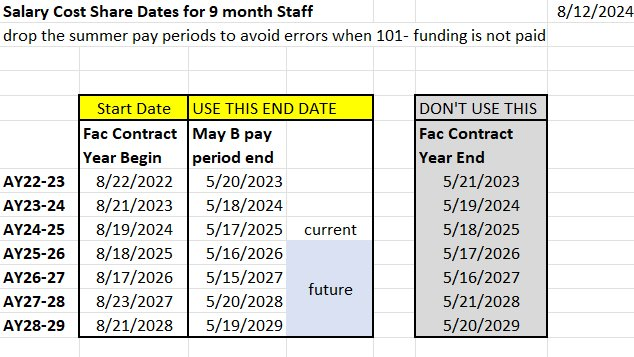 Salary Cost Share Dates for 9 month Staff 8/12/2024
drop the summer pay periods to avoid errors when 101- funding is not paid
Start Date USE THIS END DATE DON'T USE THIS
Fac Contract May B pay Fac Contract
Year Begin period end Year End
AY22-23 8/22/2022 5/20/2023 5/21/2023
AY23-24 8/21/2023 5/18/2024 5/19/2024
AY24-25 8/19/2024 5/17/2025 current 5/18/2025
AY25-26 8/18/2025 5/16/2026 5/17/2026
AY26-27 8/17/2026 5/15/2027 5/16/2027
future
AY27-28 8/23/2027 5/20/2028 5/21/2028
AY28-29 8/21/2028 5/19/2029 5/20/2029